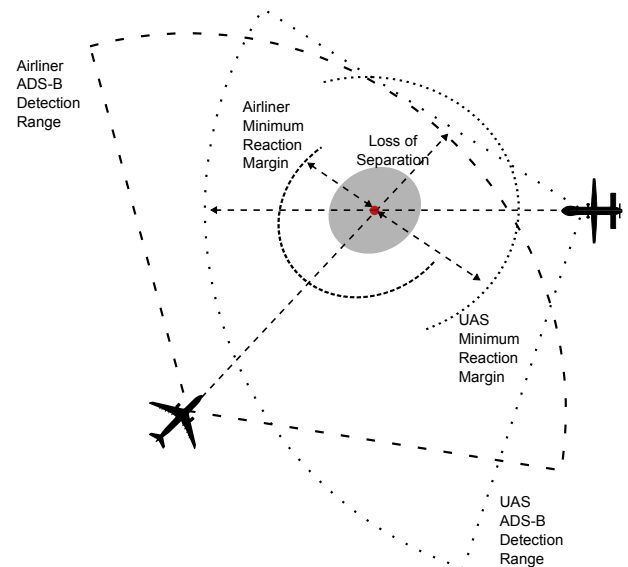 Airliner
ADS-B
Detection
Range
Airliner
Minimum
Reaction
Margin
Loss of
Separation
UAS
Minimum
Reaction
Margin
UAS
ADS-B
Detection
Range